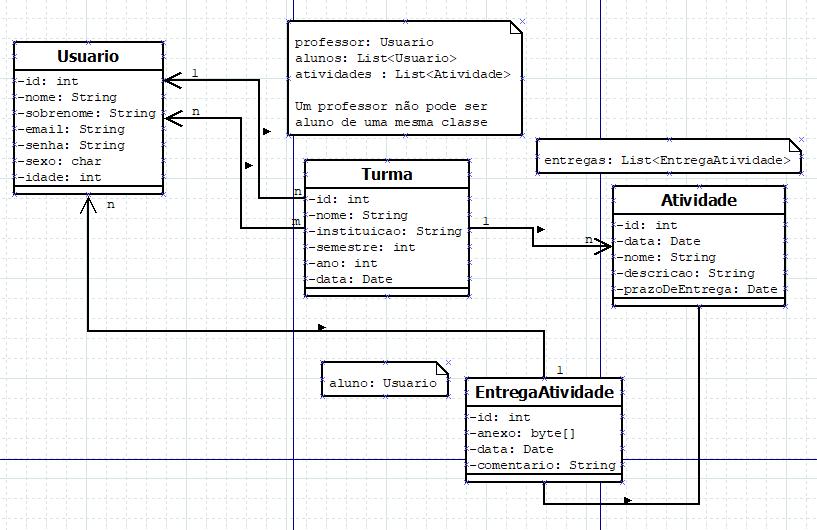 Usuario
-id: int
-nome: String
-sobrenome: String
-email: String
-senha: String
-sexo: char
-idade: int
professor: Usuario
alunos: List<Usuario>
atividades : List<Atividade>
Um professor não pode ser
aluno de uma mesma classe
1
n
n
m
Turma
-id: int
-nome: String
-instituicao: String
-semestre: int
-ano: int
-data: Date
1
n
entregas: List<EntregaAtividade>
Atividade
-id: int
-data: Date
-nome: String
-descricao: String
-prazoDeEntrega: Date
n
1
aluno: Usuario
EntregaAtividade
-id: int
-anexo: byte[]
-data: Date
-comentario: String